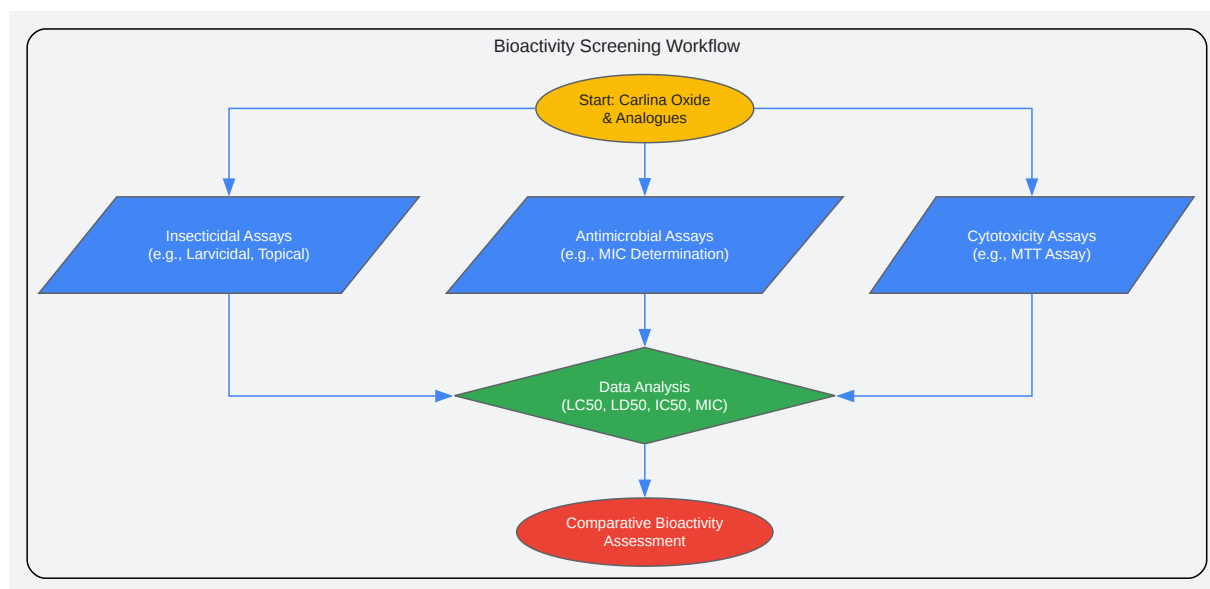 Bioactivity Screening Workflow
Start: Carlina Oxide
& Analogues
Insecticidal Assays
(e.g., Larvicidal, Topical)
Antimicrobial Assays
(e.g., MIC Determination)
Cytotoxicity Assays
(e.g., MTT Assay)
Data Analysis
(LC50, LD50, IC50, MIC)
Comparative Bioactivity
Assessment